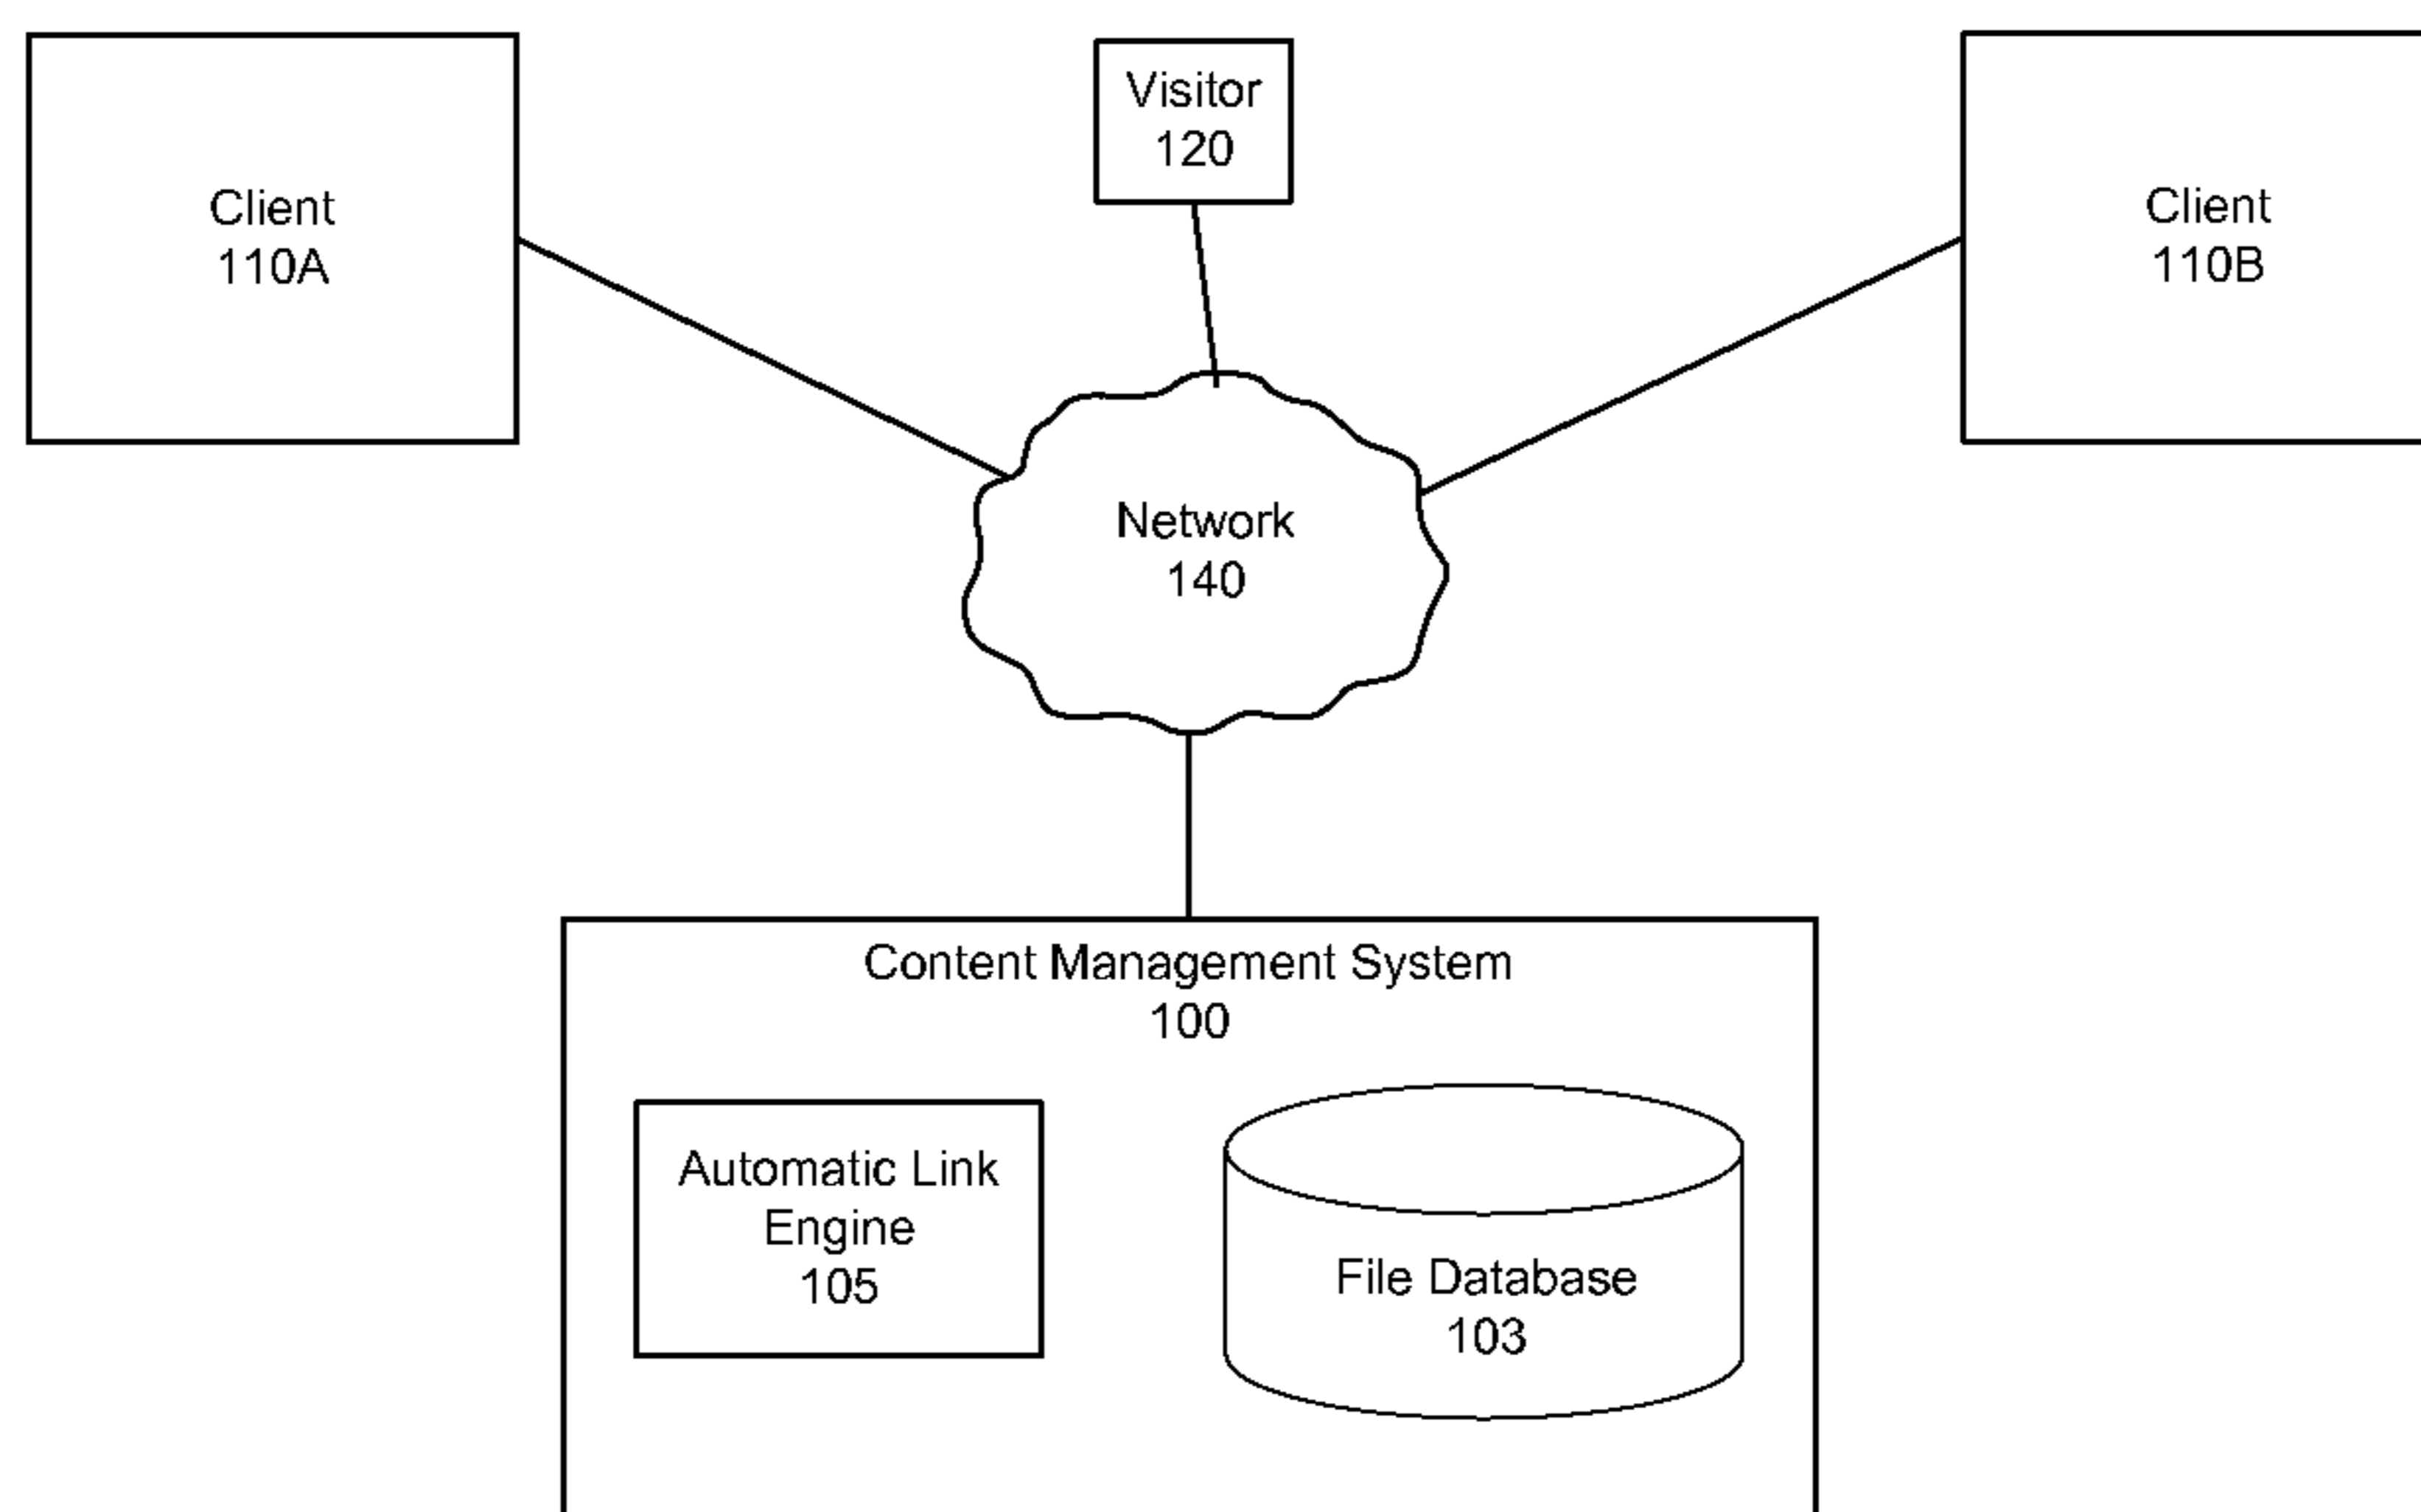 Client
110A
Visitor
120
Client
110B
Network
140
Content Management System
100
Automatic Link
Engine
105
File Database
103